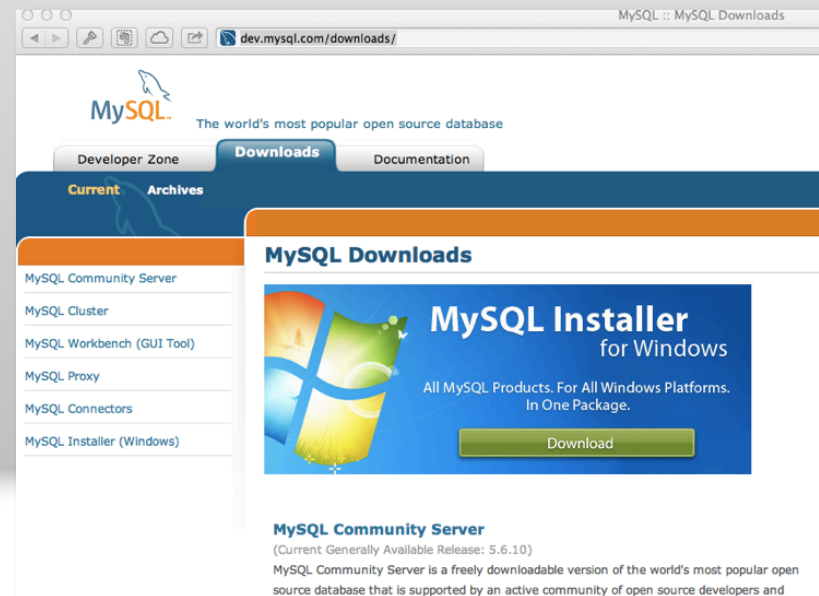 MySQL :: MySQL Downloads
dev.mysql.com/downloads/
MySQL™
The world's most popular open source database
Developer Zone
Downloads
Documentation
Current
Archives
MySQL Community Server
MySQL Cluster
MySQL Workbench (GUI Tool)
MySQL Proxy
MySQL Connectors
MySQL Installer (Windows)
MySQL Downloads
MySQL Installer
for Windows
All MySQL Products. For All Windows Platforms.
In One Package.
Download
MySQL Community Server
(Current Generally Available Release: 5.6.10)
MySQL Community Server is a freely downloadable version of the world's most popular open
source database that is supported by an active community of open source developers and